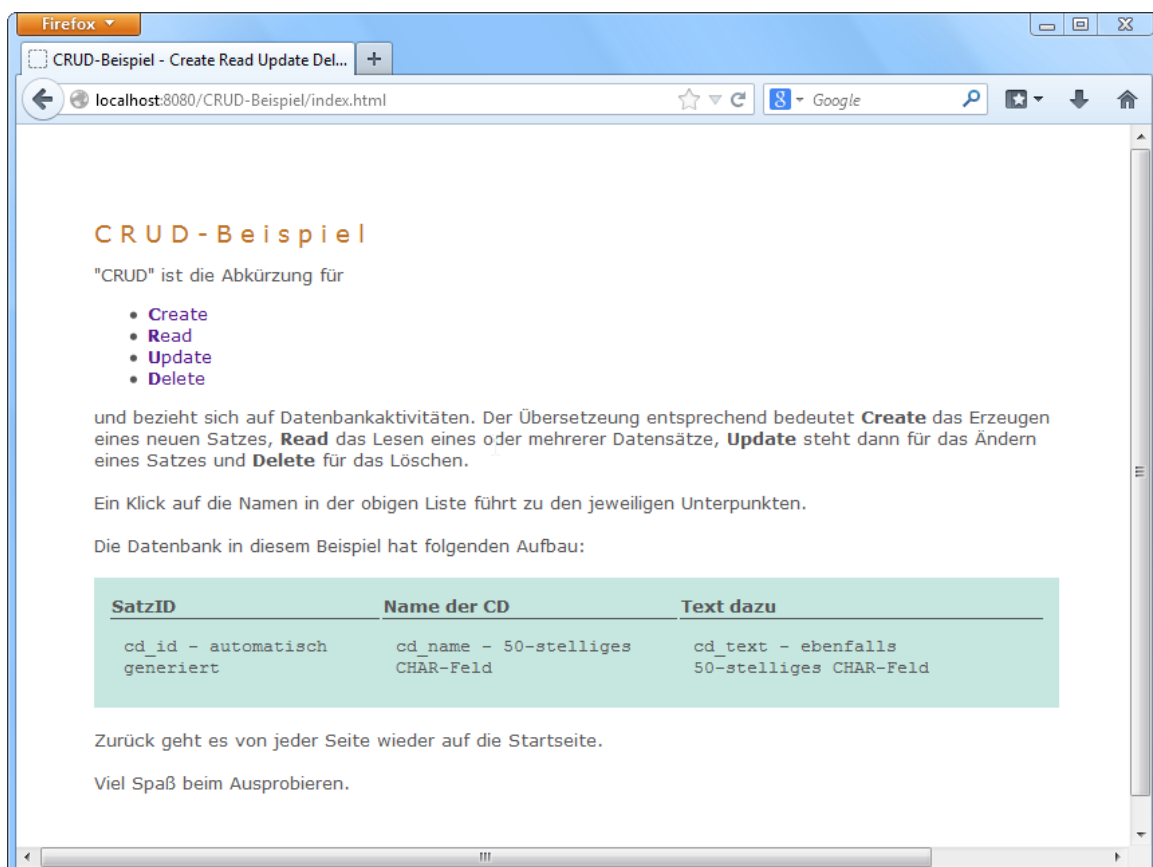 Firefox
CRUD-Beispiel - Create Read Update Del...
localhost:8080/CRUD-Beispiel/index.html
Google
CRUD-Beispiel
"CRUD" ist die Abkürzung für
Create
Read
Update
Delete
und bezieht sich auf Datenbankaktivitäten. Der Übersetzeung entsprechend bedeutet Create das Erzeugen
eines neuen Satzes, Read das Lesen eines oder mehrerer Datensätze, Update steht dann für das Ändern
eines Satzes und Delete für das Löschen.
Ein Klick auf die Namen in der obigen Liste führt zu den jeweiligen Unterpunkten.
Die Datenbank in diesem Beispiel hat folgenden Aufbau:
SatzID Name der CD Text dazu
cd_id - automatisch cd_name - 50-stelliges cd_text - ebenfalls
generiert CHAR-Feld 50-stelliges CHAR-Feld
Zurück geht es von jeder Seite wieder auf die Startseite.
Viel Spaß beim Ausprobieren.